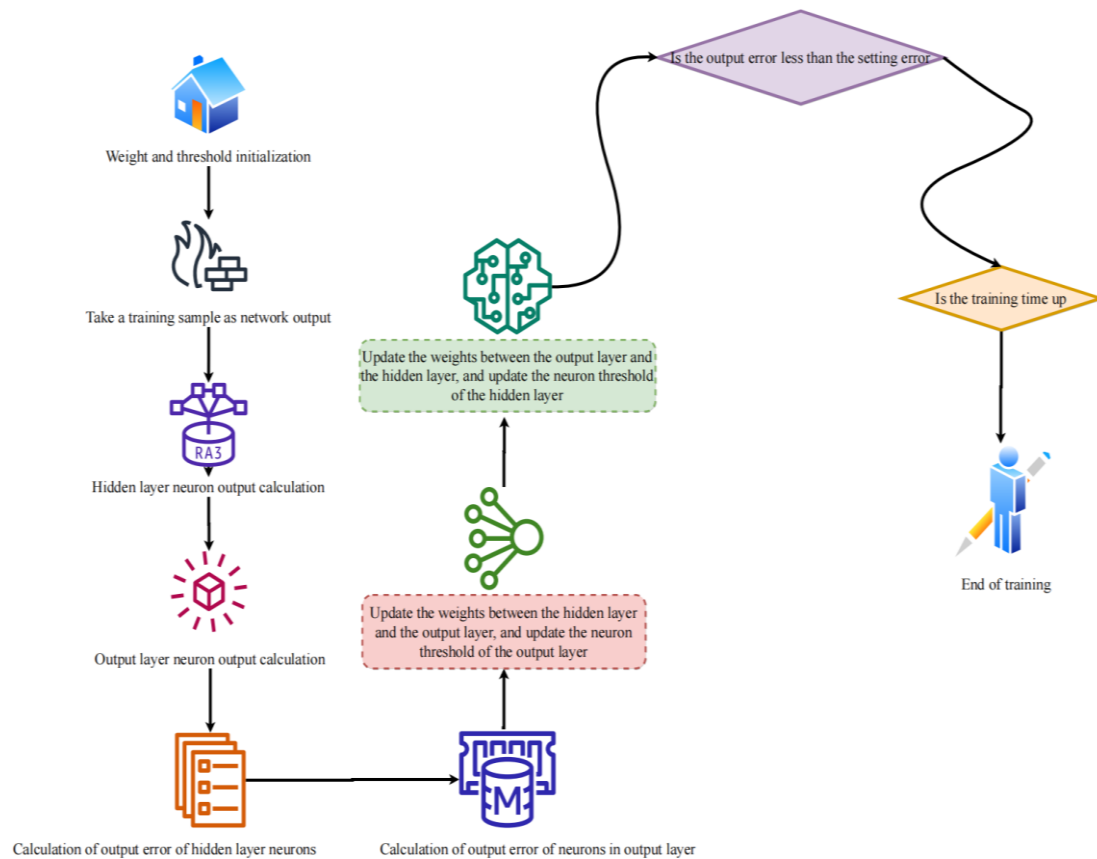 Weight and threshold initialization
Take a training sample as network output
RA3
Hidden layer neuron output calculation
Output layer neuron output calculation
Calculation of output error of hidden layer neurons
M
Calculation of output error of neurons in output layer
Update the weights between the hidden layer
and the output layer, and update the neuron
threshold of the output layer
Update the weights between the output layer and
the hidden layer, and update the neuron threshold
of the hidden layer
Is the output error less than the setting error
Is the training time up
End of training